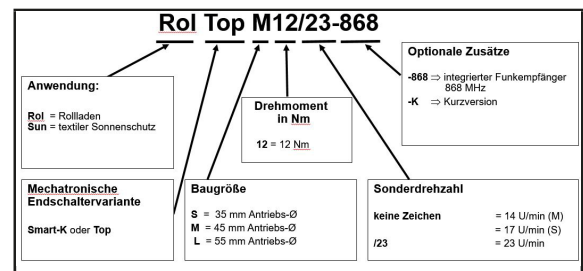 Rol Top M12/23-868
Optionale Zusätze
-868 ⇒ integrierter Funkempfänger
868 MHz
-K ⇒ Kurzversion
Anwendung:
Rol = Rollladen
Sun = textiler Sonnenschutz
Drehmoment
in Nm
12 = 12 Nm
Mechatronische
Endschaltervariante
Smart-K oder Top
Baugröße
S = 35 mm Antriebs-Ø
M = 45 mm Antriebs-Ø
L = 55 mm Antriebs-Ø
Sonderdrehzahl
keine Zeichen = 14 U/min (M)
= 17 U/min (S)
/23 = 23 U/min